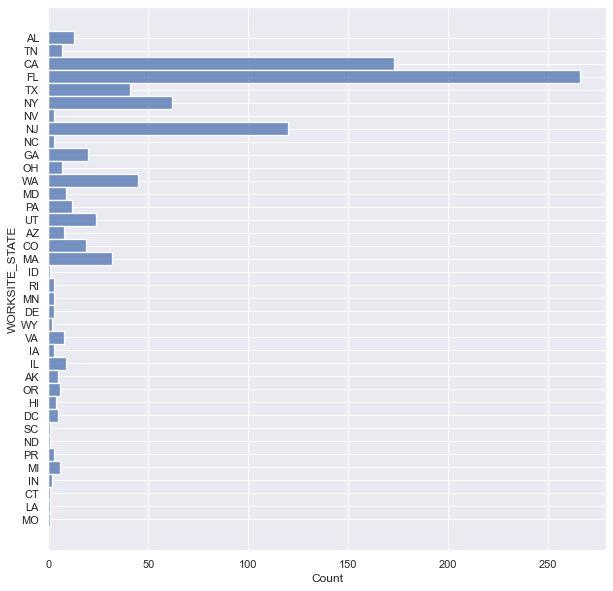 WORKSITE_STATE
AL
TN
CA
FL
TX
NY
NV
NJ
NC
GA
OH
WA
MD
PA
UT
AZ
CO
MA
ID
RI
MN
DE
WY
VA
IA
IL
AK
OR
HI
DC
SC
ND
PR
MI
IN
CT
LA
MO
0 50 100 150 200 250
Count